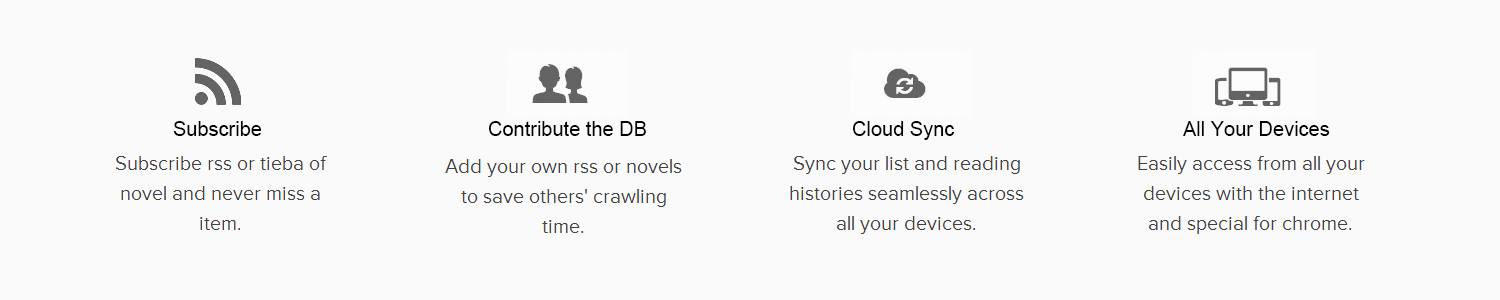 Subscribe
Subscribe rss or tieba of
novel and never miss a
item.
Contribute the DB
Add your own rss or novels
to save others' crawling
time.
Cloud Sync
Sync your list and reading
histories seamlessly across
all your devices.
All Your Devices
Easily access from all your
devices with the internet
and special for chrome.